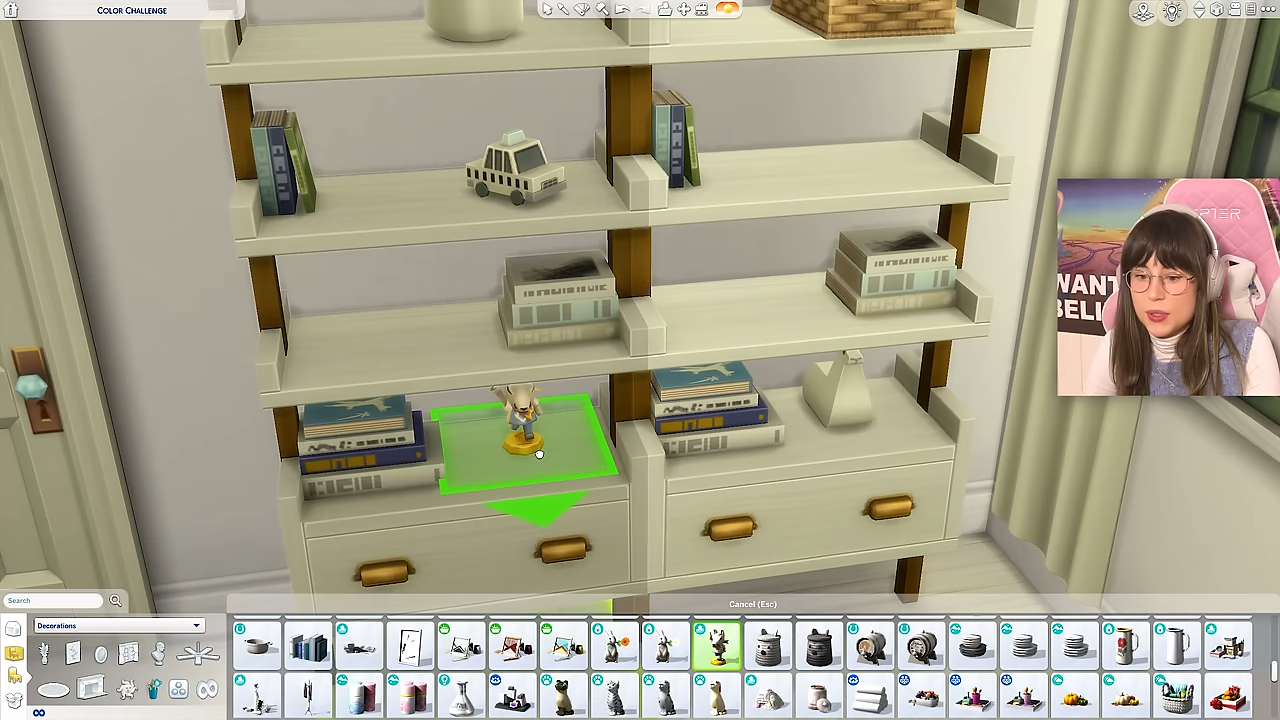 COLOR CHALLENGE
WANT
BELI
Cancel (Esc)
Search
Decorations